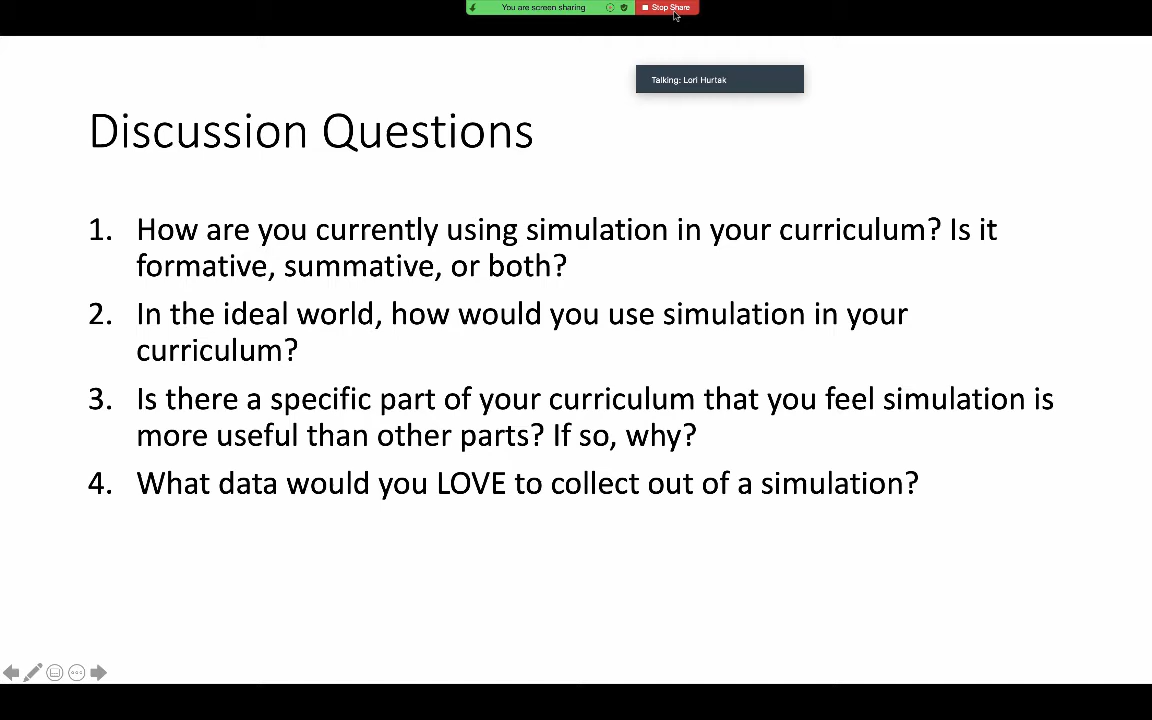 You are screen sharing
Stop Share
Talking: Lori Hurtak
Discussion Questions
1. How are you currently using simulation in your curriculum? Is it
formative, summative, or both?
2. In the ideal world, how would you use simulation in your
curriculum?
3. Is there a specific part of your curriculum that you feel simulation is
more useful than other parts? If so, why?
4. What data would you LOVE to collect out of a simulation?